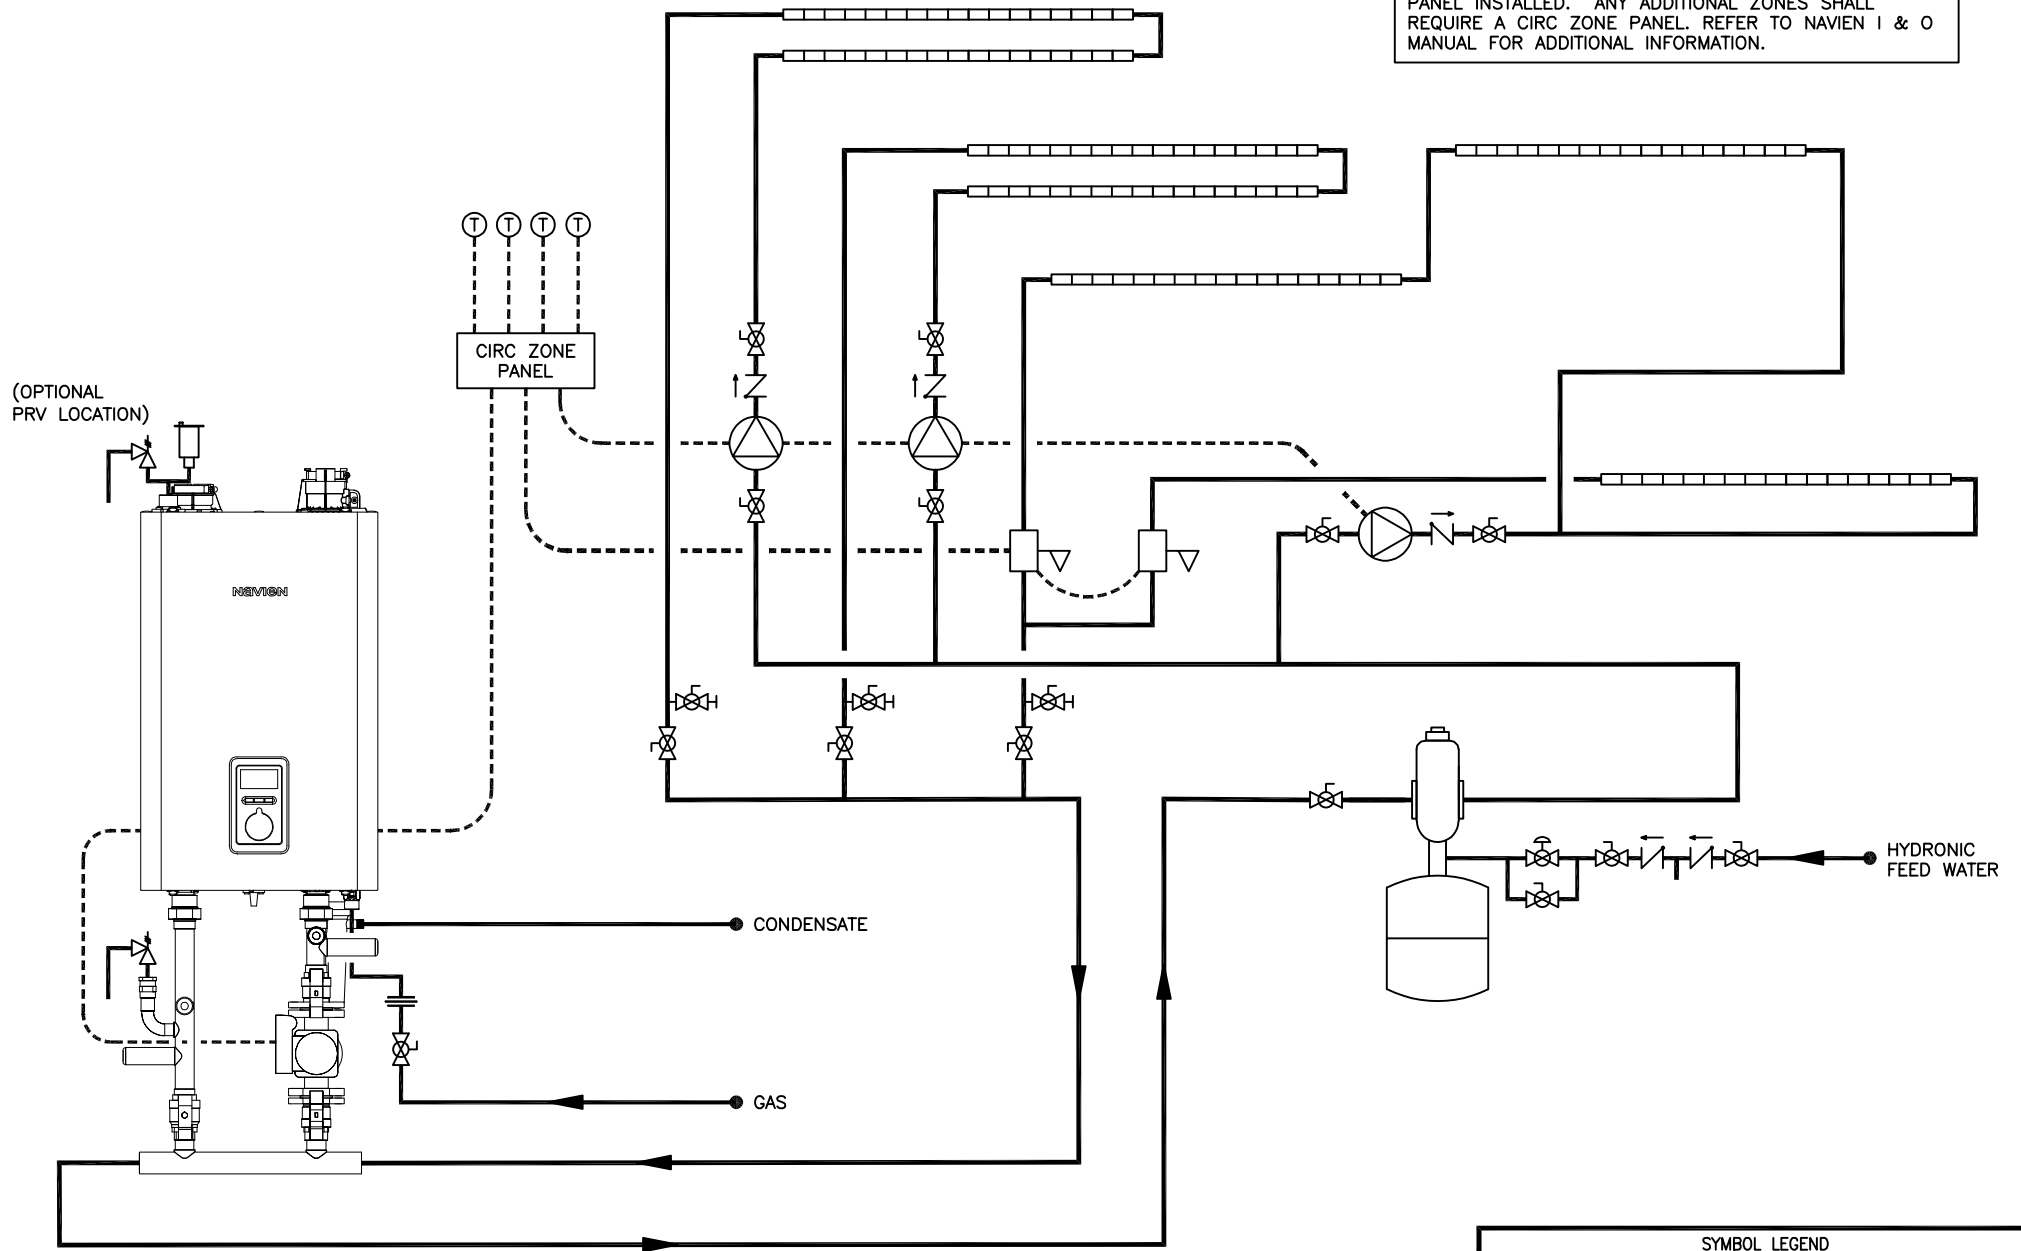 PANEL INSTALLED. ANY ADDITIONAL ZONES SHALL
REQUIRE A CIRC ZONE PANEL. REFER TO NAVIEN I & O
MANUAL FOR ADDITIONAL INFORMATION.
T T T T
CIRC ZONE
PANEL
(OPTIONAL
PRV LOCATION)
NAVIEN
HYDRONIC
FEED WATER
CONDENSATE
GAS
SYMBOL LEGEND